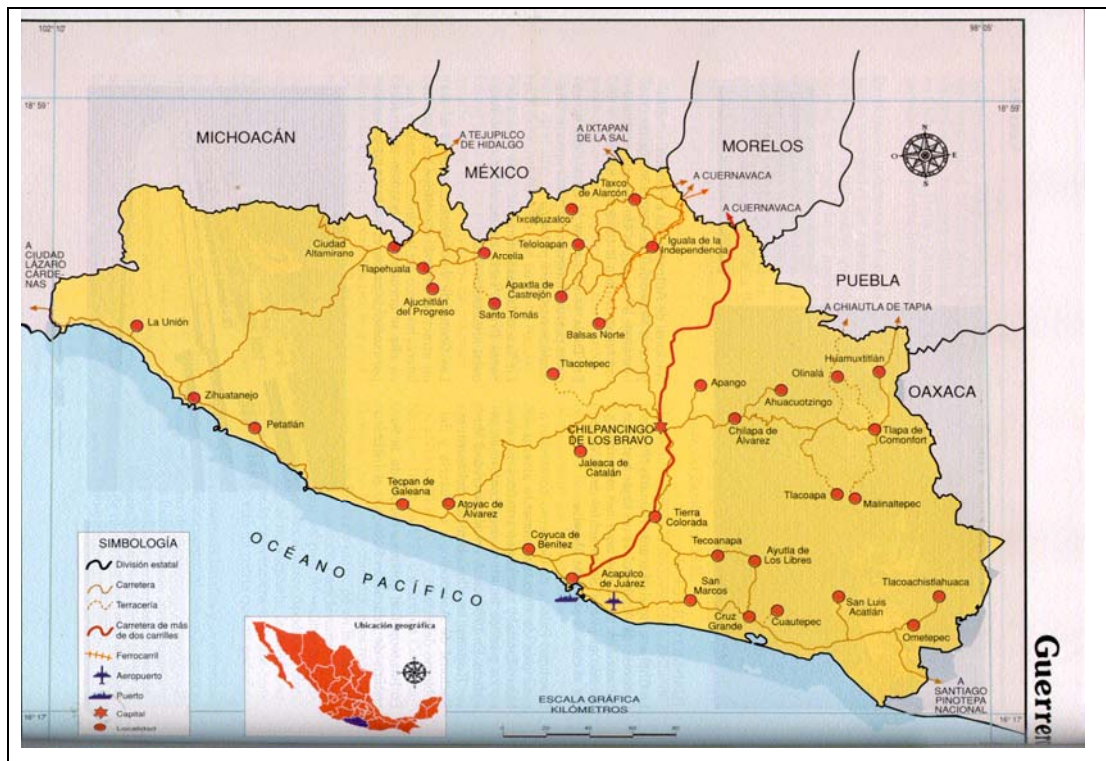 102° 10'
98° 05'
18° 59'
18° 59'
MICHOACÁN
A TEJUPILCO
DE HIDALGO
MÉXICO
A IXTAPAN
DE LA SAL
MORELOS
A CUERNAVACA
A CUERNAVACA
N
O
E
S
A
CIUDAD
LÁZARO
CÁRDE-
NAS
Taxco
de Alarcón
Ixcapuzalco
Ciudad
Altamirano
Teloloapan
Iguala de la
Independencia
Arcelia
Tlapehuala
Ajuchitlán
del Progreso
Santo Tomás
Apaxtla de
Castrejón
Balsas Norte
PUEBLA
A CHIAUTLA DE TAPIA
La Unión
Tlacotepec
Huamuxtitlán
Olinalá
Apango
Ahuacuotzingo
OAXACA
Zihuatanejo
Petatlán
CHILPANCINGO
DE LOS BRAVO
Chilapa de
Álvarez
Tlapa de
Comonfort
Jaleaca de
Catalán
Tecpan de
Galeana
Atoyac de
Álvarez
Tlacoapa
Malinaltepec
Tierra
Colorada
Coyuca de
Benítez
Tecoanapa
Ayutla de
Los Libres
Acapulco
de Juárez
San
Marcos
Cruz
Grande
Cuautepec
San Luis
Acatlán
Tlacoachistlahuaca
Ometepec
OCÉANO PACÍFICO
A
SANTIAGO
PINOTEPA
NACIONAL
SIMBOLOGÍA
División estatal
Carretera
Terracería
Carretera de más
de dos carriles
Ferrocarril
Aeropuerto
Puerto
Capital
Localidad
Ubicación geográfica
ESCALA GRÁFICA
KILÓMETROS
0 20 40 60 80
16° 17'
16° 17'
Guerrer